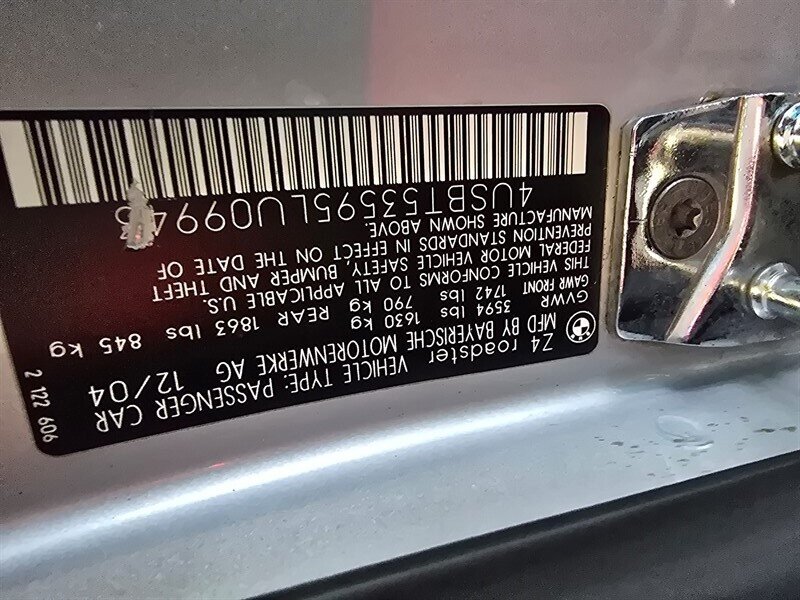 Z4 roadster VEHICLE TYPE: PASSENGER CAR
MFD BY BAYERISCHE MOTORENWERKE AG 12/04
GVWR 3594 lbs 1630 kg
GAWR FRONT 1742 lbs 790 kg REAR 1863 lbs 845 kg
THIS VEHICLE CONFORMS TO ALL APPLICABLE U.S.
FEDERAL MOTOR VEHICLE SAFETY, BUMPER AND THEFT
PREVENTION STANDARDS IN EFFECT ON THE DATE OF
MANUFACTURE SHOWN ABOVE.
2 122 606